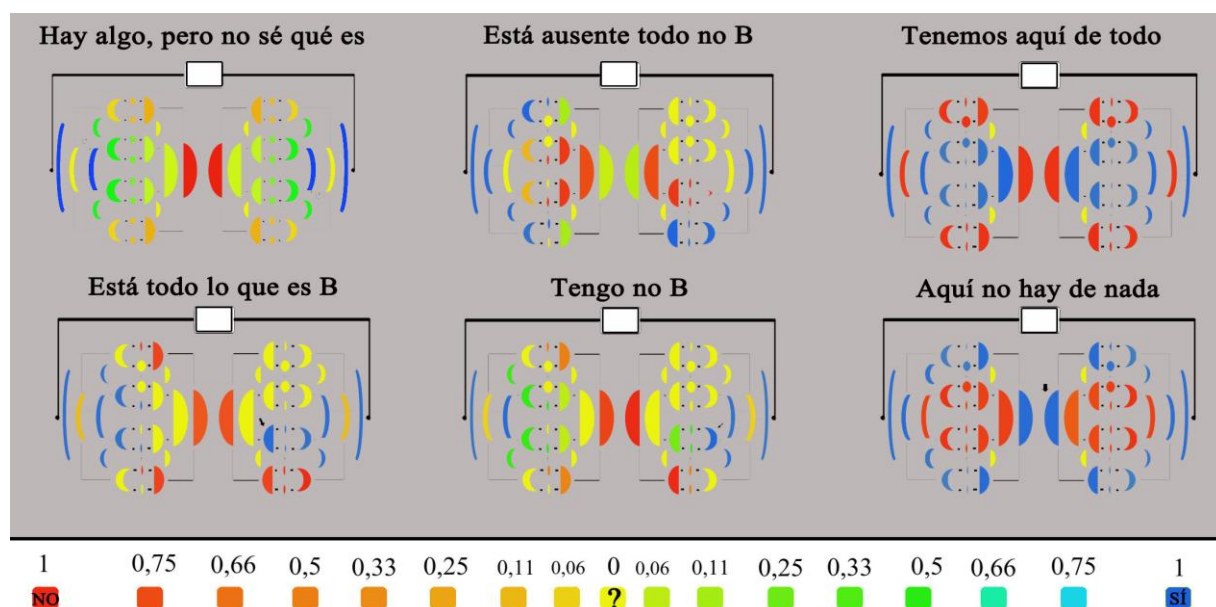 Hay algo, pero no sé qué es
Está ausente todo no B
Tenemos aquí de todo
Está todo lo que es B
Tengo no B
Aquí no hay de nada
1 0,75 0,66 0,5 0,33 0,25 0,11 0,06 0 0,06 0,11 0,25 0,33 0,5 0,66 0,75 1
NO ? SÍ